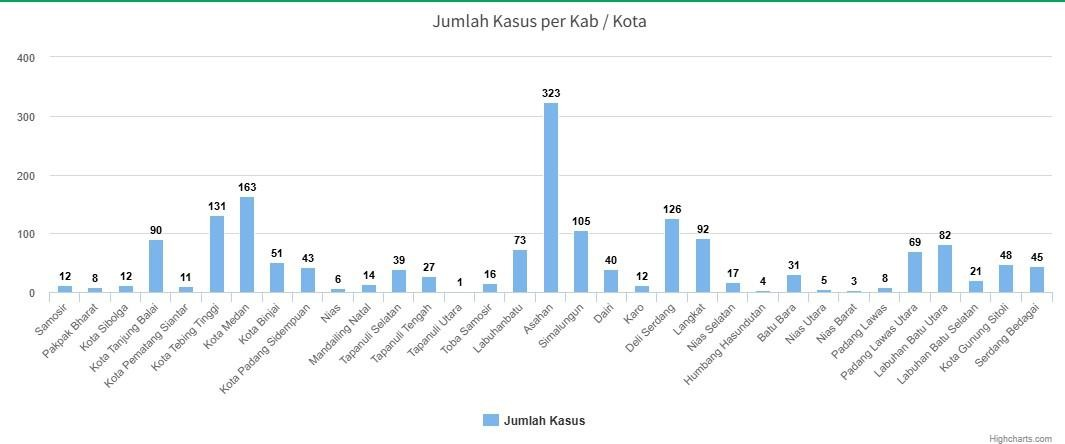 Jumlah Kasus per Kab / Kota
400
300
200
100
0
12
8
12
90
11
131
163
51
43
6
14
39
27
1
16
73
323
105
40
12
126
92
17
4
31
5
3
8
69
82
21
48
45
Samosir
Pakpak Bharat
Kota Sibolga
Kota Tanjung Balai
Kota Pematang Siantar
Kota Tebing Tinggi
Kota Medan
Kota Binjai
Kota Padang Sidempuan
Nias
Mandailing Natal
Tapanuli Selatan
Tapanuli Tengah
Tapanuli Utara
Toba Samosir
Labuhanbatu
Asahan
Simalungun
Dairi
Karo
Deli Serdang
Langkat
Nias Selatan
Humbang Hasundutan
Batu Bara
Nias Utara
Nias Barat
Padang Lawas
Padang Lawas Utara
Labuhan Batu Utara
Labuhan Batu Selatan
Kota Gunung Sitoli
Serdang Bedagai
Jumlah Kasus
Highcharts.com